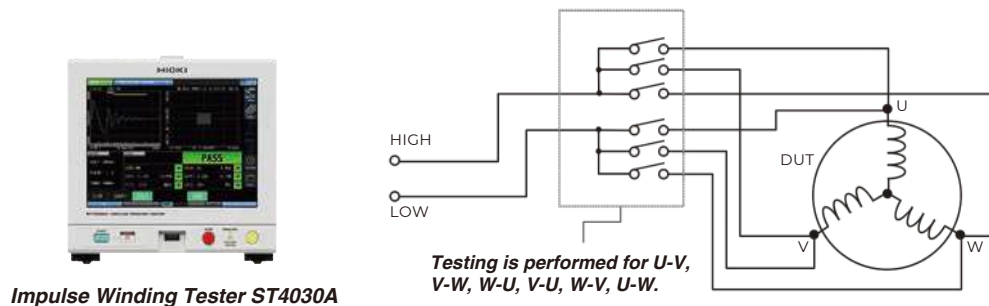 HIOKI
PASS
Impulse Winding Tester ST4030A
HIGH
LOW
U
DUT
V
W
Testing is performed for U-V,
V-W, W-U, V-U, W-V, U-W.